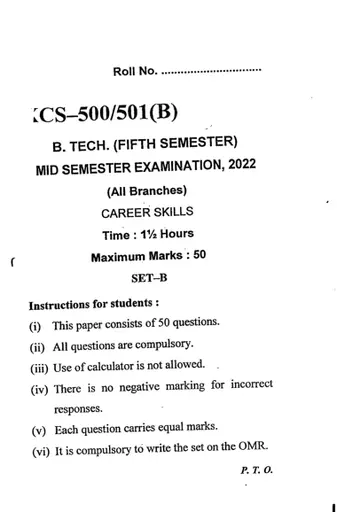 Roll No. ................................
XCS–500/501(B)
B. TECH. (FIFTH SEMESTER)
MID SEMESTER EXAMINATION, 2022
(All Branches)
CAREER SKILLS
Time : 1½ Hours
Maximum Marks : 50
SET–B
Instructions for students :
(i) This paper consists of 50 questions.
(ii) All questions are compulsory.
(iii) Use of calculator is not allowed.
(iv) There is no negative marking for incorrect
responses.
(v) Each question carries equal marks.
(vi) It is compulsory to write the set on the OMR.
P. T. O.